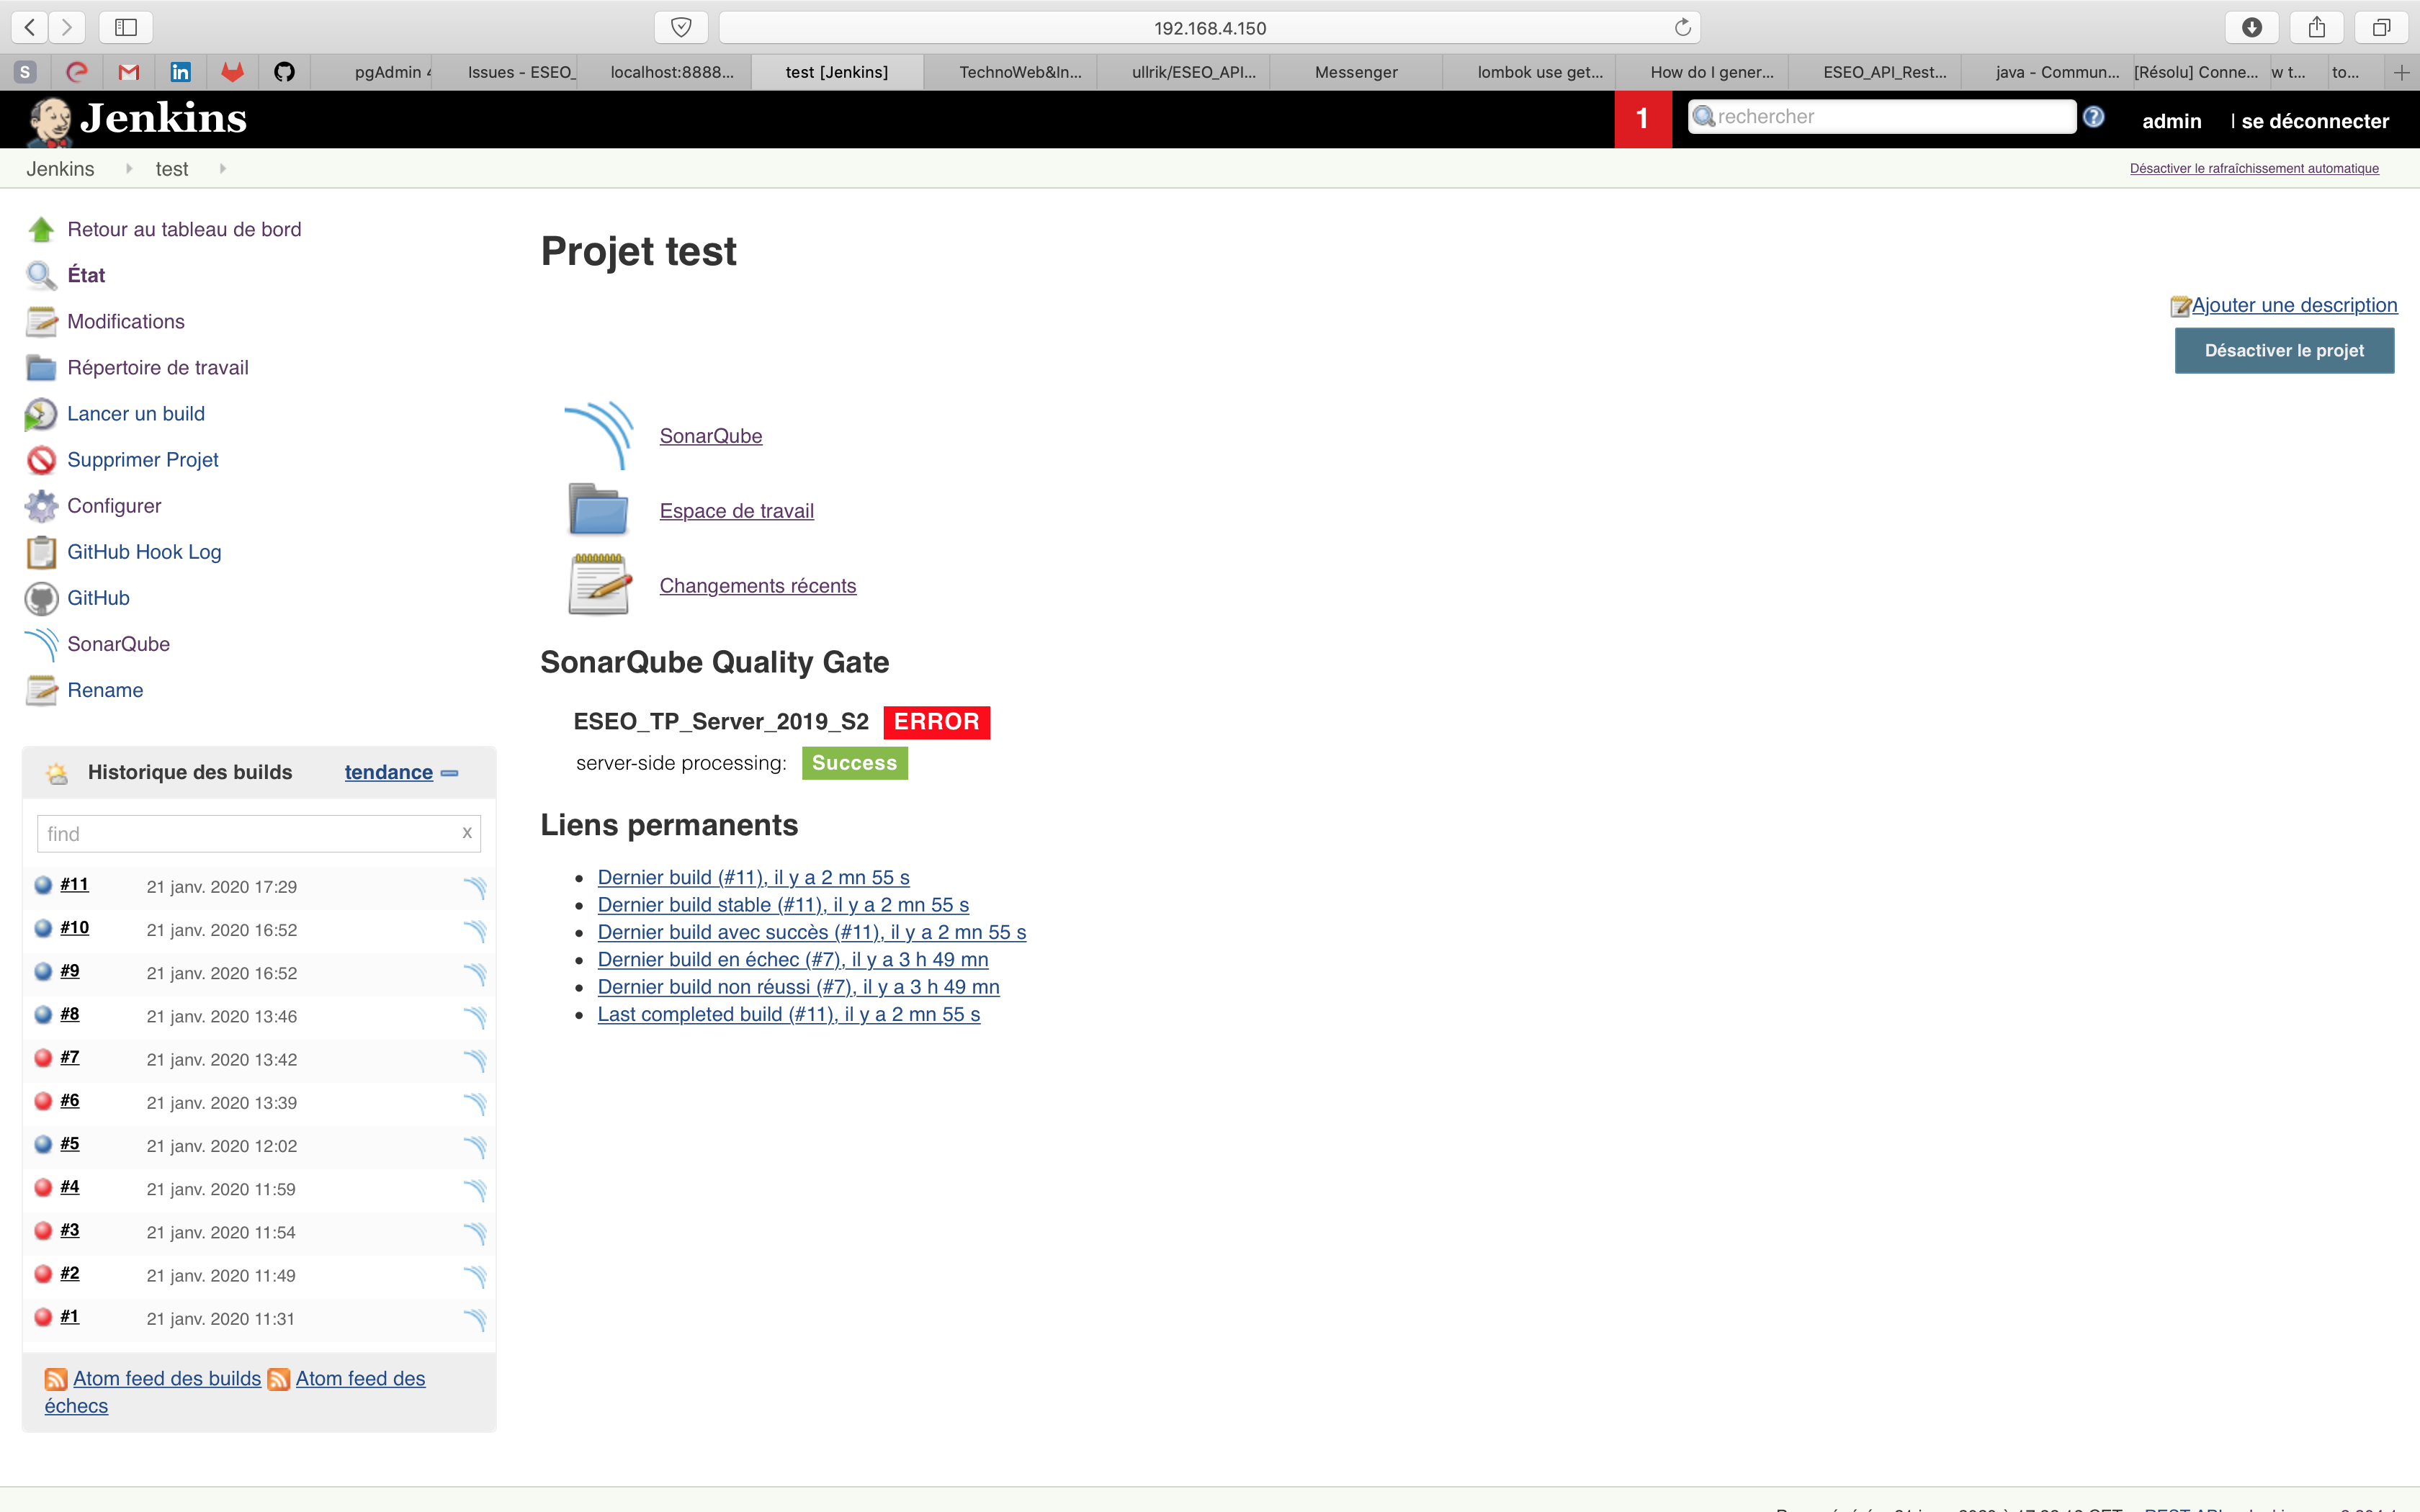 192.168.4.150
S
pgAdmin 4
Issues - ESEO_
localhost:8888...
test [Jenkins]
TechnoWeb&In...
ullrik/ESEO_API...
Messenger
lombok use get...
How do I gener...
ESEO_API_Rest...
java - Commun...
[Résolu] Conne...
w t...
to...
Jenkins
1
rechercher
admin
| se déconnecter
Jenkins
test
Désactiver le rafraîchissement automatique
Retour au tableau de bord
État
Modifications
Répertoire de travail
Lancer un build
Supprimer Projet
Configurer
GitHub Hook Log
GitHub
SonarQube
Rename
Historique des builds
tendance
find
x
#11 21 janv. 2020 17:29
#10 21 janv. 2020 16:52
#9 21 janv. 2020 16:52
#8 21 janv. 2020 13:46
#7 21 janv. 2020 13:42
#6 21 janv. 2020 13:39
#5 21 janv. 2020 12:02
#4 21 janv. 2020 11:59
#3 21 janv. 2020 11:54
#2 21 janv. 2020 11:49
#1 21 janv. 2020 11:31
Atom feed des builds Atom feed des
échecs
Projet test
Ajouter une description
Désactiver le projet
SonarQube
Espace de travail
Changements récents
SonarQube Quality Gate
ESEO_TP_Server_2019_S2 ERROR
server-side processing: Success
Liens permanents
Dernier build (#11), il y a 2 mn 55 s
Dernier build stable (#11), il y a 2 mn 55 s
Dernier build avec succès (#11), il y a 2 mn 55 s
Dernier build en échec (#7), il y a 3 h 49 mn
Dernier build non réussi (#7), il y a 3 h 49 mn
Last completed build (#11), il y a 2 mn 55 s